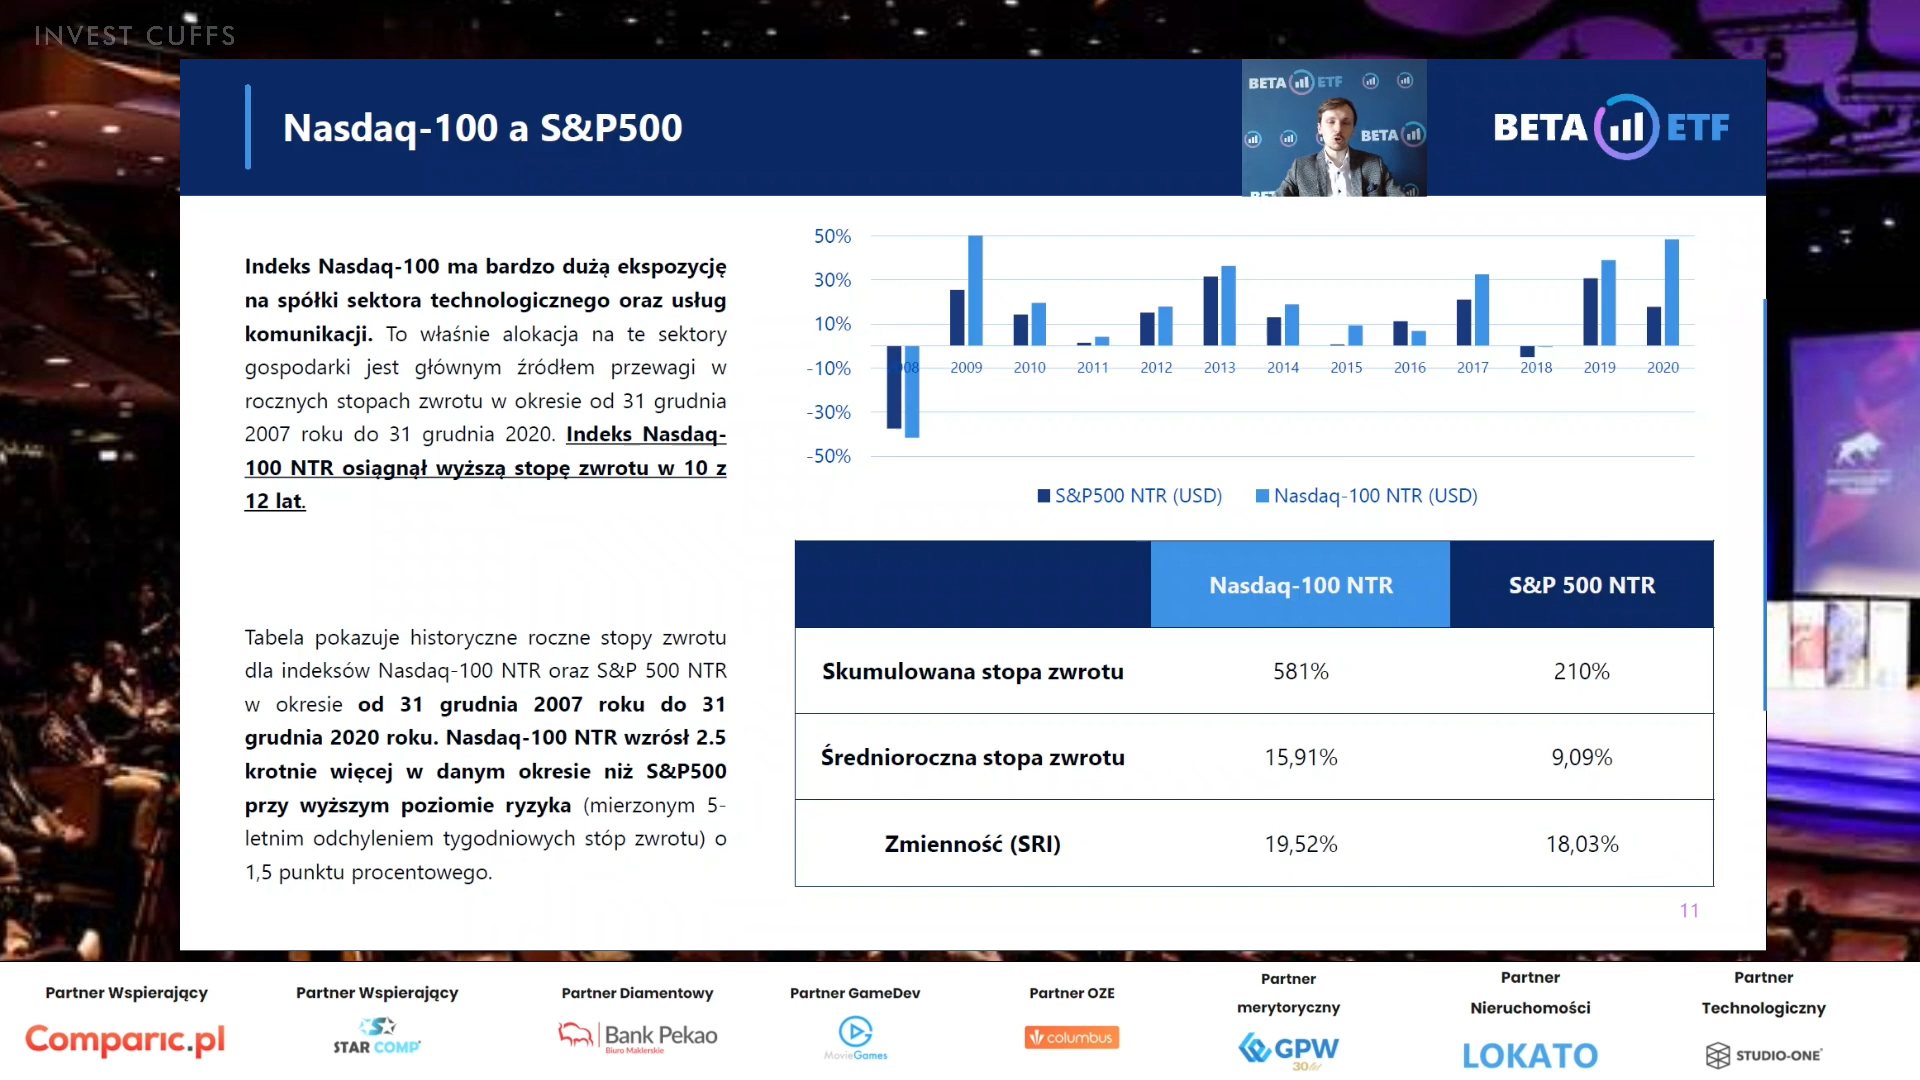 INVEST CUFFS
Nasdaq-100 a S&P500
BETA ETF
BETA
BETA ETF
Indeks Nasdaq-100 ma bardzo dużą ekspozycję
na spółki sektora technologicznego oraz usług
komunikacji. To właśnie alokacja na te sektory
gospodarki jest głównym źródłem przewagi w
rocznych stopach zwrotu w okresie od 31 grudnia
2007 roku do 31 grudnia 2020. Indeks Nasdaq-
100 NTR osiągnął wyższą stopę zwrotu w 10 z
12 lat.
Tabela pokazuje historyczne roczne stopy zwrotu
dla indeksów Nasdaq-100 NTR oraz S&P 500 NTR
w okresie od 31 grudnia 2007 roku do 31
grudnia 2020 roku. Nasdaq-100 NTR wzrósł 2.5
krotnie więcej w danym okresie niż S&P500
przy wyższym poziomie ryzyka (mierzonym 5-
letnim odchyleniem tygodniowych stóp zwrotu) o
1,5 punktu procentowego.
50%
30%
10%
-10%
-30%
-50%
08 2009 2010 2011 2012 2013 2014 2015 2016 2017 2018 2019 2020
S&P500 NTR (USD) Nasdaq-100 NTR (USD)
Nasdaq-100 NTR S&P 500 NTR
Skumulowana stopa zwrotu 581% 210%
Średnioroczna stopa zwrotu 15,91% 9,09%
Zmienność (SRI) 19,52% 18,03%
11
Partner Wspierający
Comparic.pl
Partner Wspierający
STAR COMP
Partner Diamentowy
Bank Pekao
Biuro Maklerskie
Partner GameDev
MovieGames
Partner OZE
columbus
Partner
merytoryczny
GPW
30lat
Partner
Nieruchomości
LOKATO
Partner
Technologiczny
STUDIO-ONE